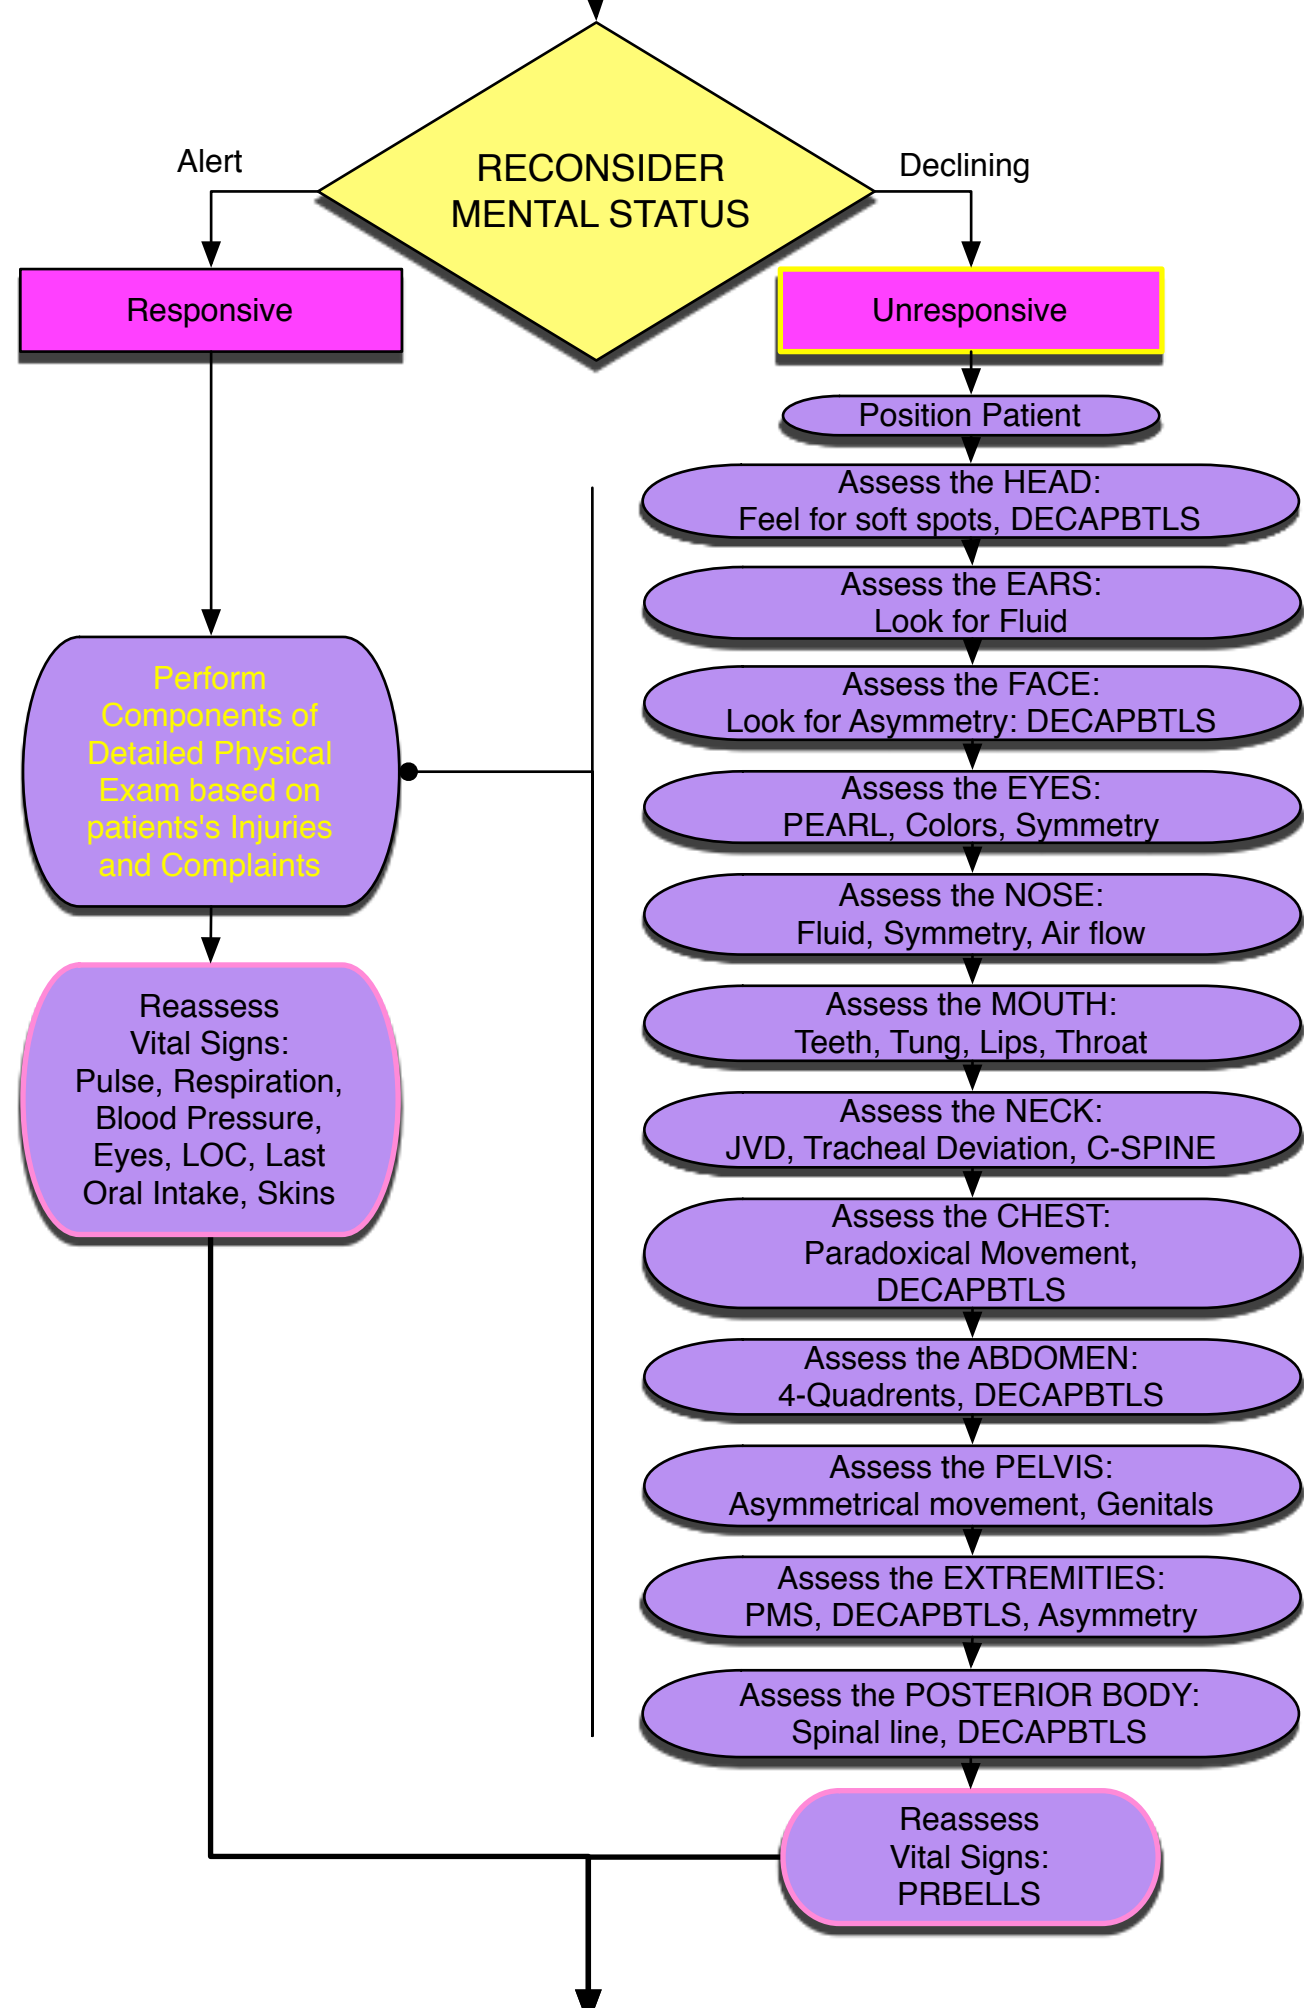 RECONSIDER
MENTAL STATUS
Alert
Declining
Responsive
Unresponsive
Perform
Components of
Detailed Physical
Exam based on
patients's Injuries
and Complaints
Reassess
Vital Signs:
Pulse, Respiration,
Blood Pressure,
Eyes, LOC, Last
Oral Intake, Skins
Position Patient
Assess the HEAD:
Feel for soft spots, DECAPBTLS
Assess the EARS:
Look for Fluid
Assess the FACE:
Look for Asymmetry: DECAPBTLS
Assess the EYES:
PEARL, Colors, Symmetry
Assess the NOSE:
Fluid, Symmetry, Air flow
Assess the MOUTH:
Teeth, Tung, Lips, Throat
Assess the NECK:
JVD, Tracheal Deviation, C-SPINE
Assess the CHEST:
Paradoxical Movement,
DECAPBTLS
Assess the ABDOMEN:
4-Quadrents, DECAPBTLS
Assess the PELVIS:
Asymmetrical movement, Genitals
Assess the EXTREMITIES:
PMS, DECAPBTLS, Asymmetry
Assess the POSTERIOR BODY:
Spinal line, DECAPBTLS
Reassess
Vital Signs:
PRBELLS